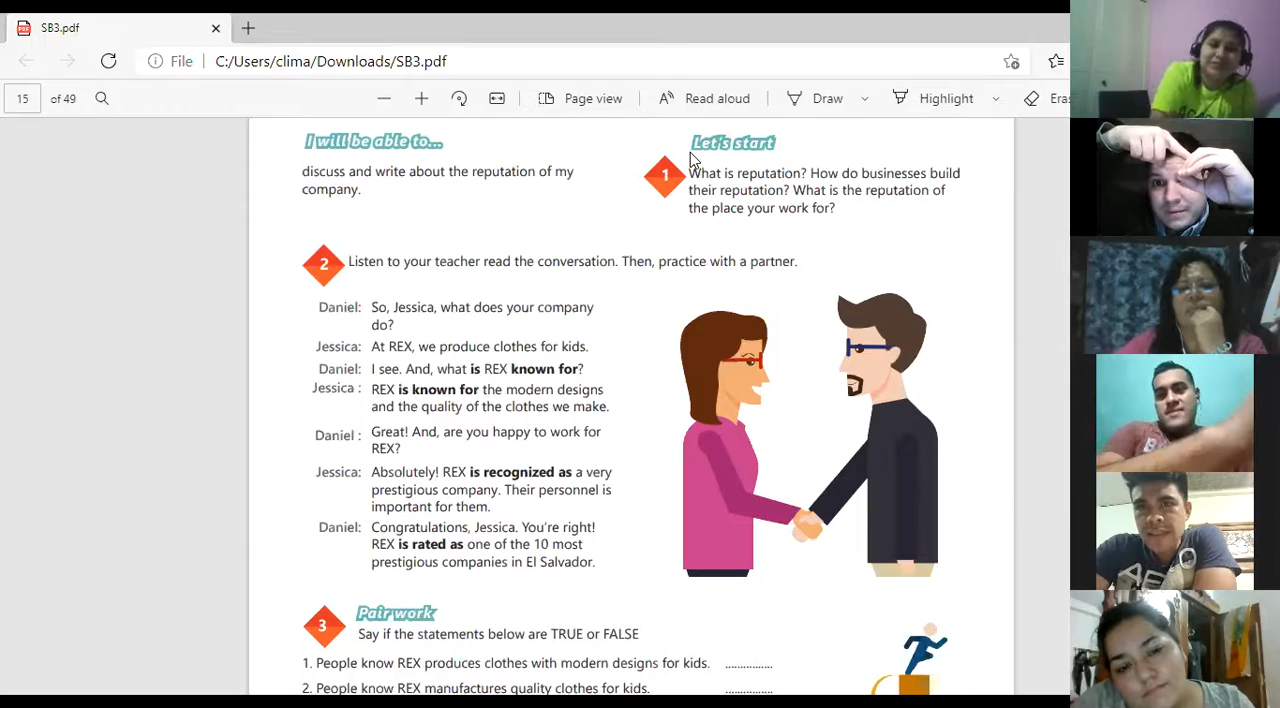 SB3.pdf
File C:/Users/clima/Downloads/SB3.pdf
15 of 49 Page view Read aloud Draw Highlight Eras
I will be able to...
discuss and write about the reputation of my
company.
Let's start
1
What is reputation? How do businesses build
their reputation? What is the reputation of
the place your work for?
2 Listen to your teacher read the conversation. Then, practice with a partner.
Daniel: So, Jessica, what does your company
do?
Jessica: At REX, we produce clothes for kids.
Daniel: I see. And, what is REX known for?
Jessica : REX is known for the modern designs
and the quality of the clothes we make.
Daniel : Great! And, are you happy to work for
REX?
Jessica: Absolutely! REX is recognized as a very
prestigious company. Their personnel is
important for them.
Daniel: Congratulations, Jessica. You're right!
REX is rated as one of the 10 most
prestigious companies in El Salvador.
3 Pair work
Say if the statements below are TRUE or FALSE
1. People know REX produces clothes with modern designs for kids. ................
2. People know REX manufactures quality clothes for kids. ................